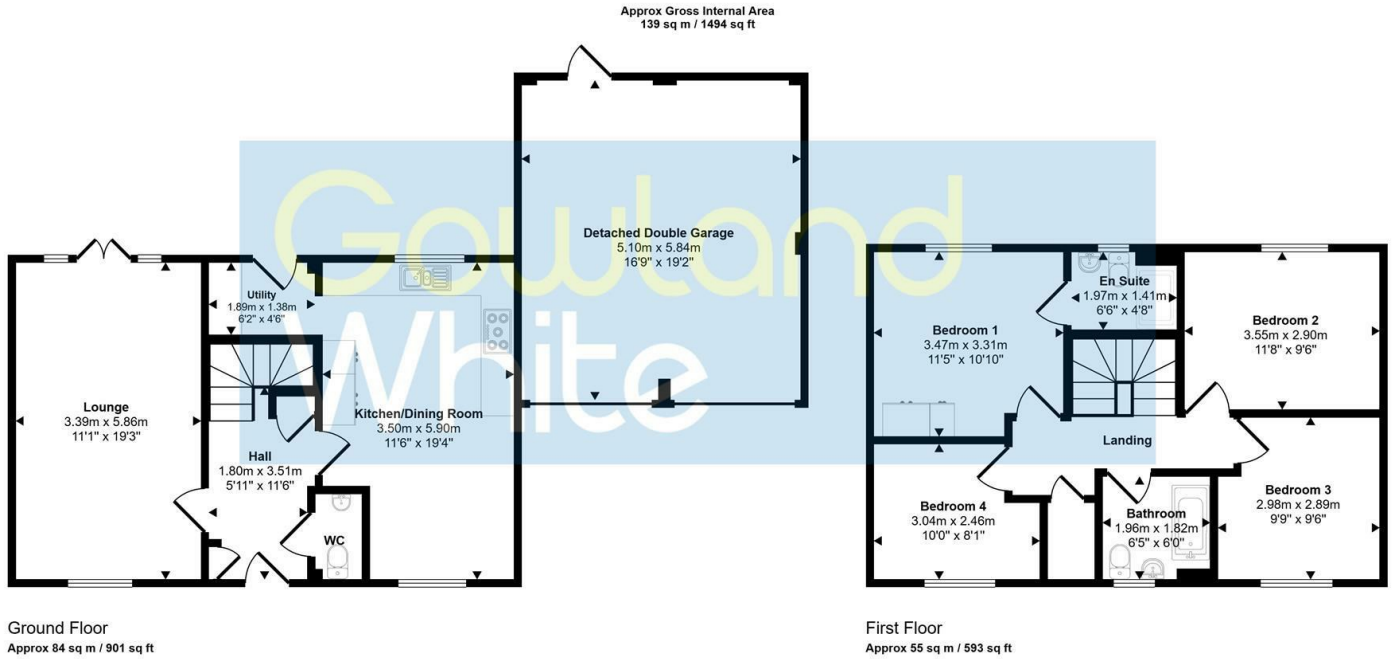 Approx Gross Internal Area
139 sq m / 1494 sq ft
Gowland
White
Detached Double Garage
5.10m x 5.84m
16'9" x 19'2"
Utility
1.89m x 1.38m
6'2" x 4'6"
Lounge
3.39m x 5.86m
11'1" x 19'3"
Kitchen/Dining Room
3.50m x 5.90m
11'6" x 19'4"
Hall
1.80m x 3.51m
5'11" x 11'6"
WC
Ground Floor
Approx 84 sq m / 901 sq ft
En Suite
1.97m x 1.41m
6'6" x 4'8"
Bedroom 1
3.47m x 3.31m
11'5" x 10'10"
Bedroom 2
3.55m x 2.90m
11'8" x 9'6"
Landing
Bedroom 4
3.04m x 2.46m
10'0" x 8'1"
Bathroom
1.96m x 1.82m
6'5" x 6'0"
Bedroom 3
2.98m x 2.89m
9'9" x 9'6"
First Floor
Approx 55 sq m / 593 sq ft